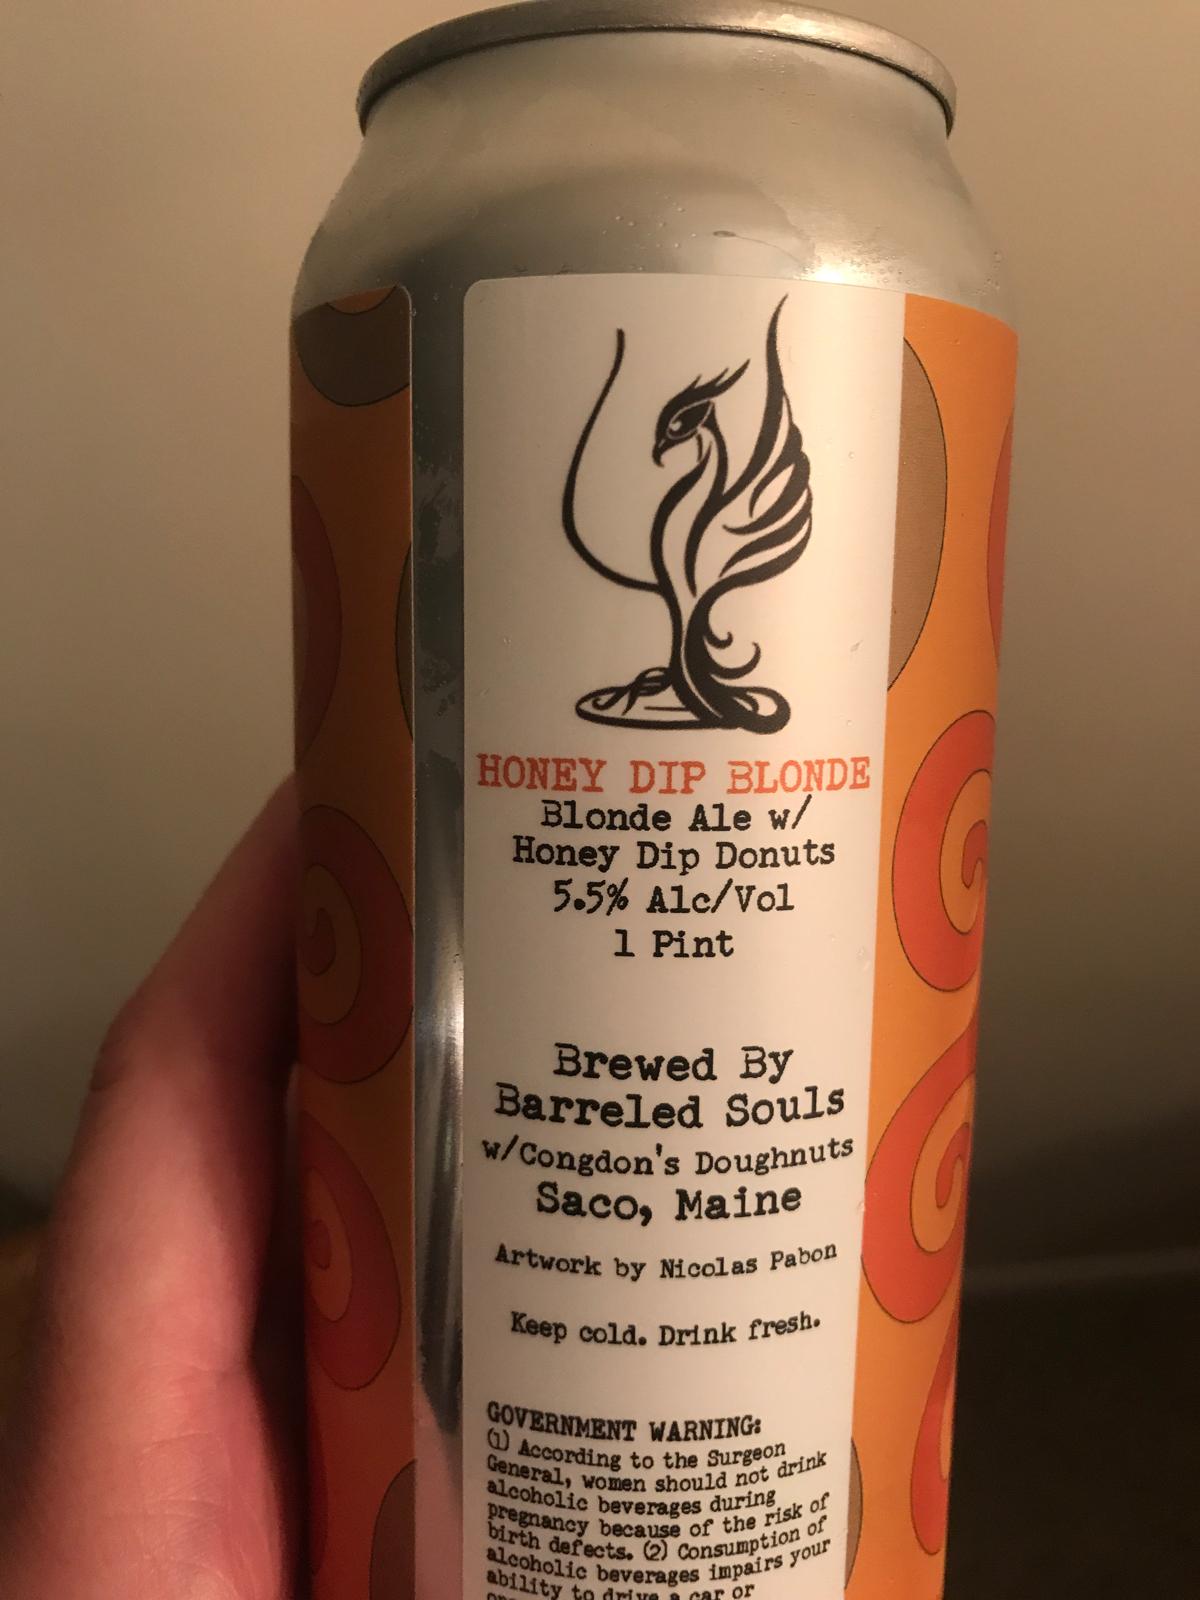 HONEY DIP BLONDE
Blonde Ale w/
Honey Dip Donuts
5.5% Alc/Vol
1 Pint
Brewed By
Barreled Souls
w/Congdon's Doughnuts
Saco, Maine
Artwork by Nicolas Pabon
Keep cold. Drink fresh.
GOVERNMENT WARNING:
(1) According to the Surgeon
General, women should not drink
alcoholic beverages during
pregnancy because of the risk of
birth defects. (2) Consumption of
alcoholic beverages impairs your
ability to drive a car or